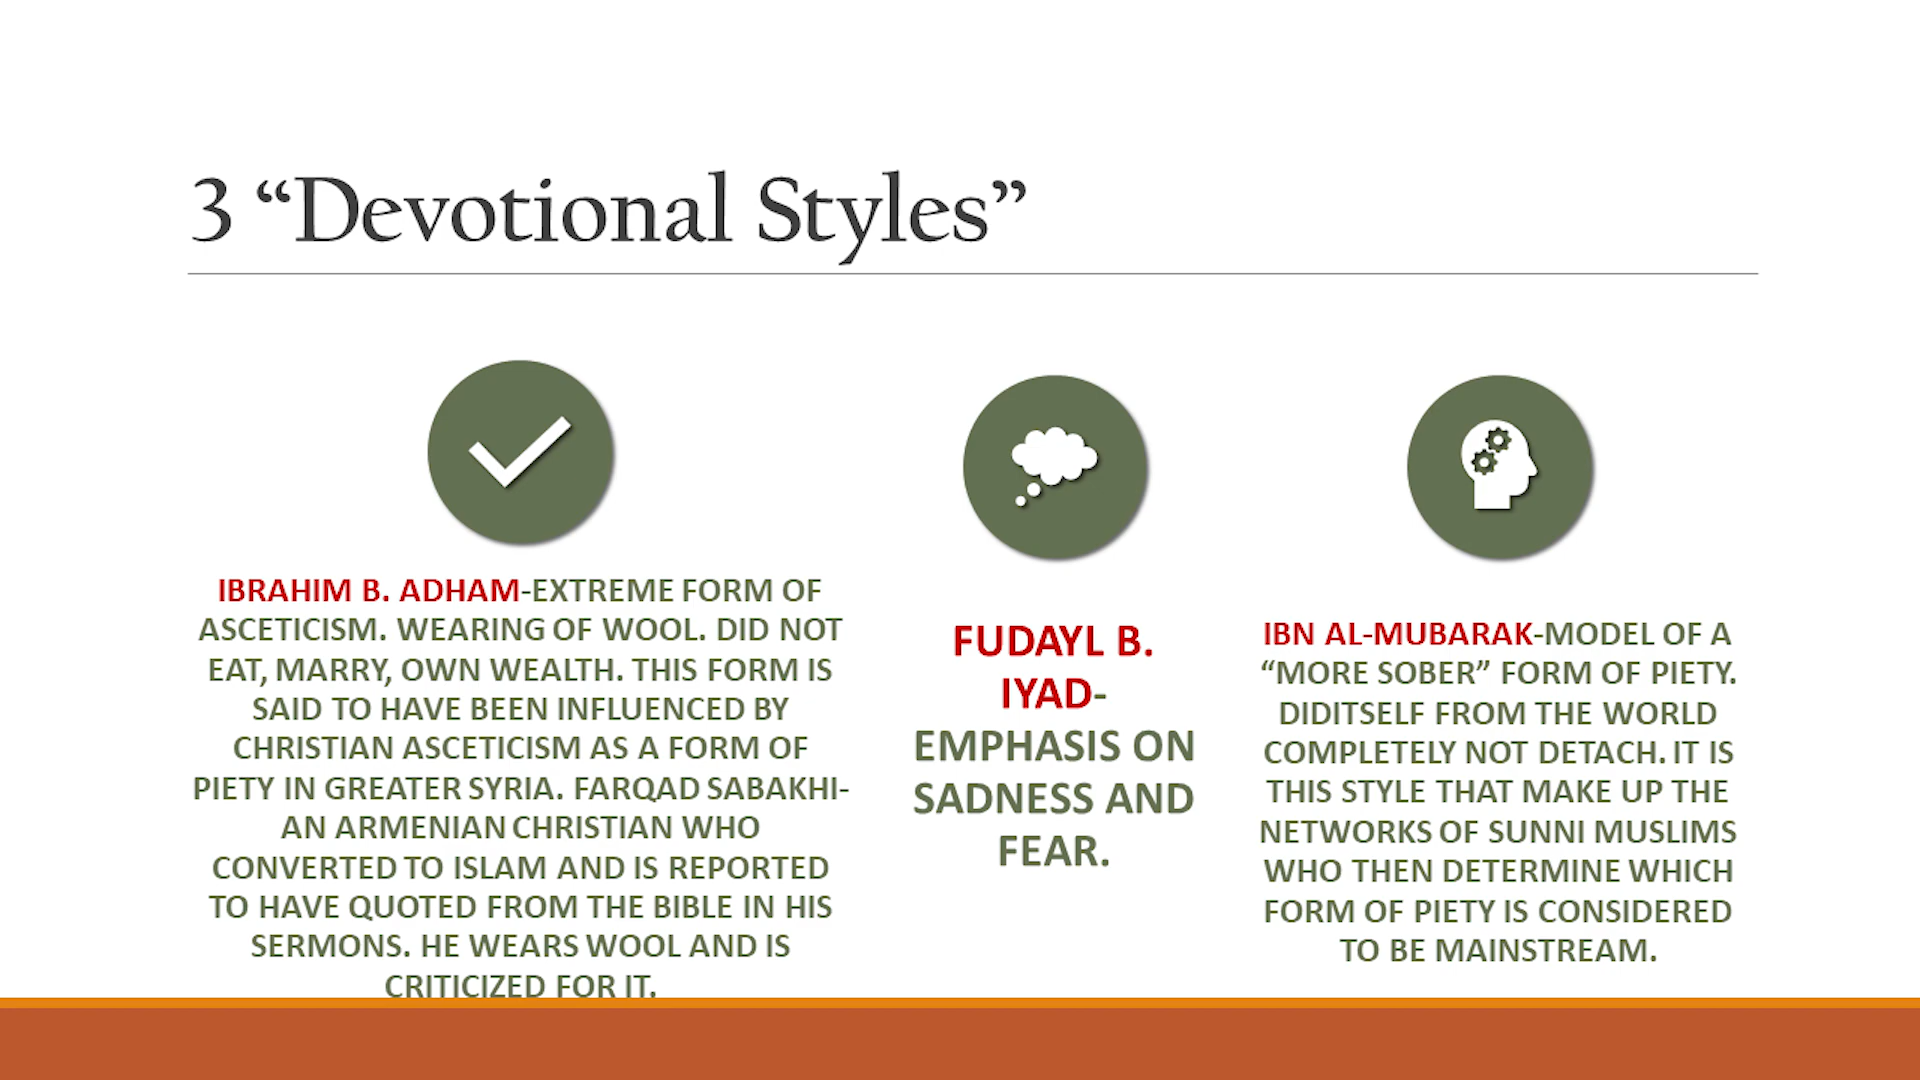 3 “Devotional Styles”
IBRAHIM B. ADHAM-EXTREME FORM OF
ASCETICISM. WEARING OF WOOL. DID NOT
EAT, MARRY, OWN WEALTH. THIS FORM IS
SAID TO HAVE BEEN INFLUENCED BY
CHRISTIAN ASCETICISM AS A FORM OF
PIETY IN GREATER SYRIA. FARQAD SABAKHI-
AN ARMENIAN CHRISTIAN WHO
CONVERTED TO ISLAM AND IS REPORTED
TO HAVE QUOTED FROM THE BIBLE IN HIS
SERMONS. HE WEARS WOOL AND IS
CRITICIZED FOR IT.
FUDAYL B.
IYAD-
EMPHASIS ON
SADNESS AND
FEAR.
IBN AL-MUBARAK-MODEL OF A
“MORE SOBER” FORM OF PIETY.
DIDITSELF FROM THE WORLD
COMPLETELY NOT DETACH. IT IS
THIS STYLE THAT MAKE UP THE
NETWORKS OF SUNNI MUSLIMS
WHO THEN DETERMINE WHICH
FORM OF PIETY IS CONSIDERED
TO BE MAINSTREAM.